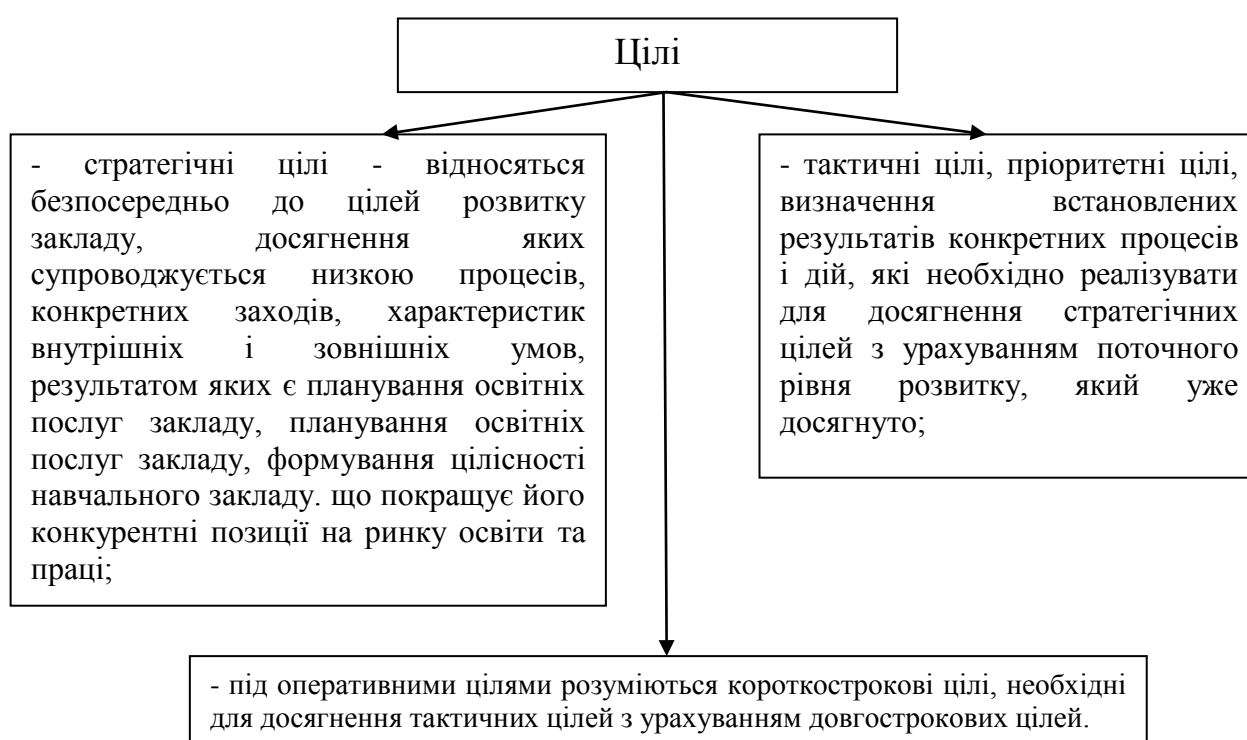 Цілі
- стратегічні цілі - відносяться
безпосередньо до цілей розвитку
закладу, досягнення яких
супроводжується низкою процесів,
конкретних заходів, характеристик
внутрішніх і зовнішніх умов,
результатом яких є планування освітніх
послуг закладу, планування освітніх
послуг закладу, формування цілісності
навчального закладу. що покращує його
конкурентні позиції на ринку освіти та
праці;
- тактичні цілі, пріоритетні цілі,
визначення встановлених
результатів конкретних процесів
і дій, які необхідно реалізувати
для досягнення стратегічних
цілей з урахуванням поточного
рівня розвитку, який уже
досягнуто;
- під оперативними цілями розуміються короткострокові цілі, необхідні
для досягнення тактичних цілей з урахуванням довгострокових цілей.